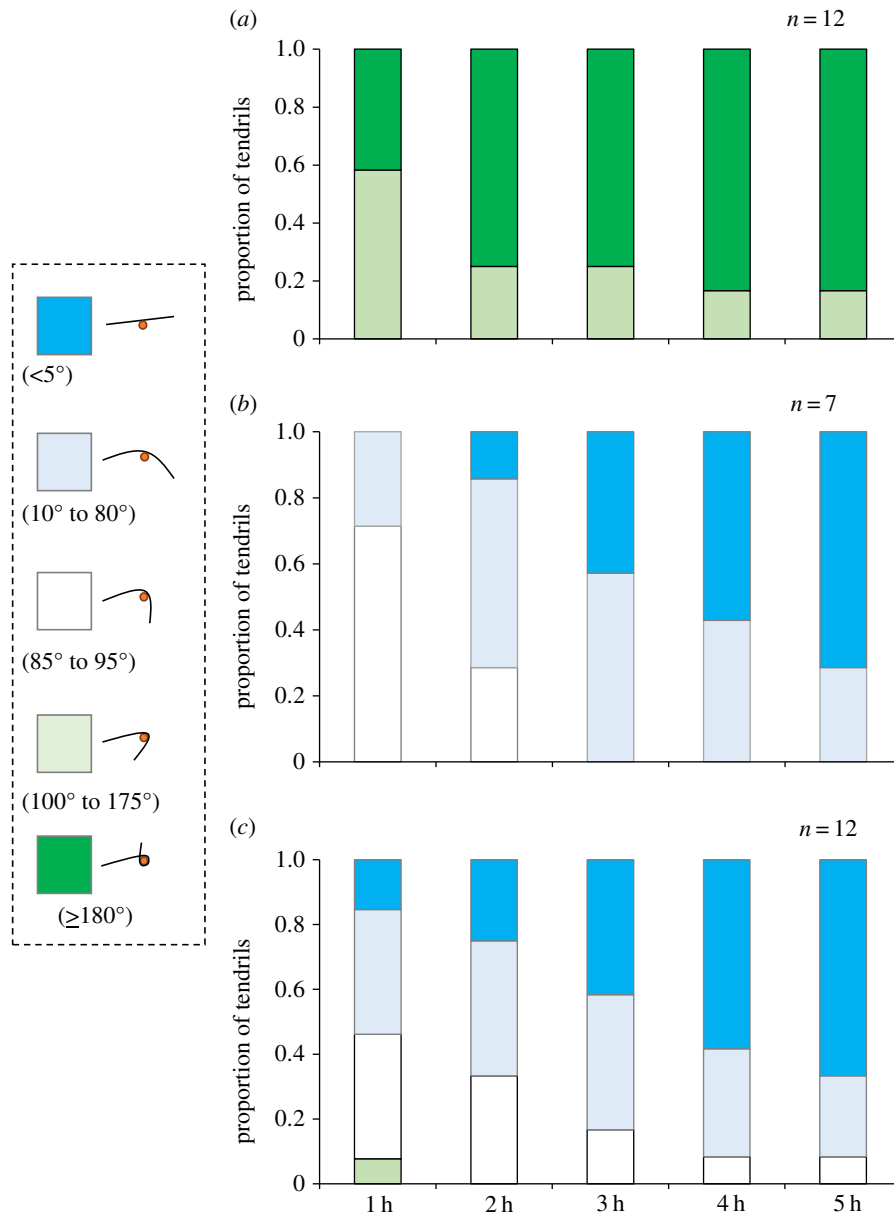 (a)
n = 12
1.0
0.8
0.6
0.4
0.2
0
proportion of tendrils
(<5°)
(10° to 80°)
(85° to 95°)
(100° to 175°)
(≥180°)
(b)
n = 7
1.0
0.8
0.6
0.4
0.2
0
proportion of tendrils
(c)
n = 12
1.0
0.8
0.6
0.4
0.2
0
proportion of tendrils
1 h 2 h 3 h 4 h 5 h